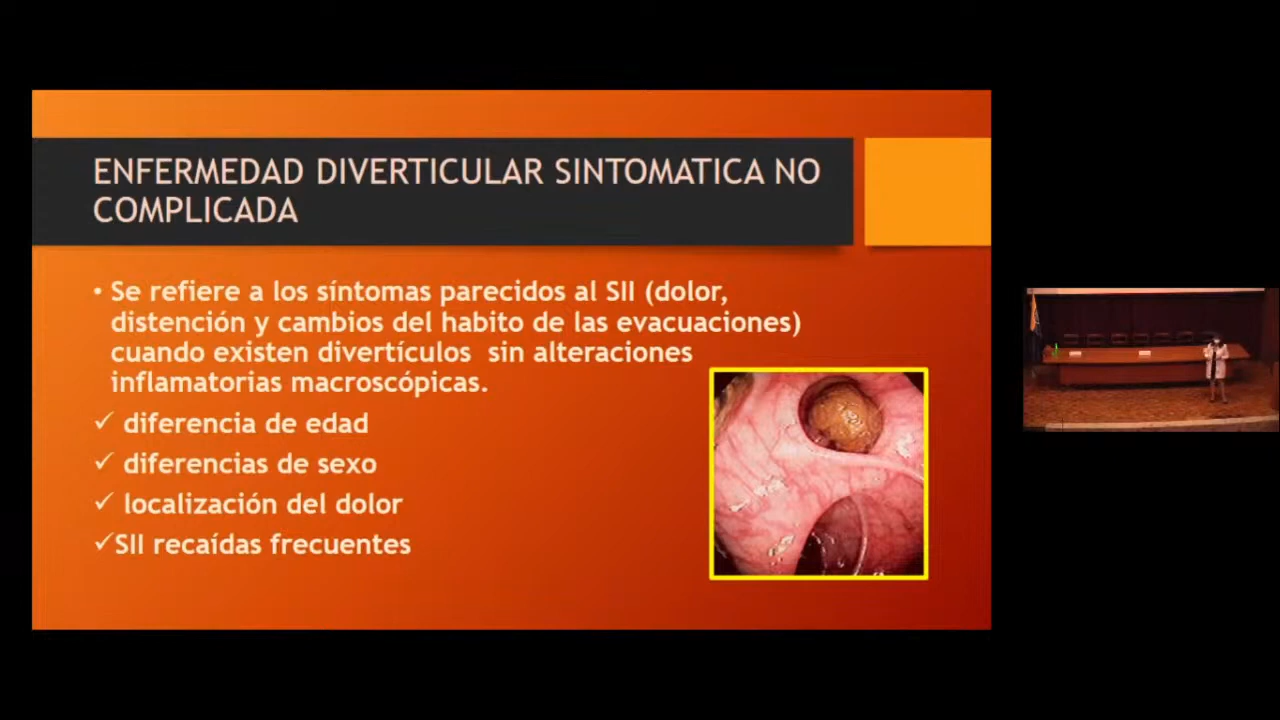 ENFERMEDAD DIVERTICULAR SINTOMATICA NO
COMPLICADA
• Se refiere a los síntomas parecidos al SII (dolor,
distención y cambios del habito de las evacuaciones)
cuando existen divertículos sin alteraciones
inflamatorias macroscópicas.
✓ diferencia de edad
✓ diferencias de sexo
✓ localización del dolor
✓SII recaídas frecuentes